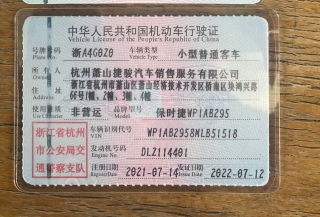 中华人民共和国机动车行驶证
Vehicle License of the People's Republic of China
号牌号码 浙A4G0Z0 车辆类型 小型普通客车
Plate No. Vehicle Type
所有人 杭州萧山捷骏汽车销售服务有限公司
Owner
住址 浙江省杭州市萧山区萧山经济技术开发区桥南区块鸿兴路
Address 66号1幢、2幢、3幢、4幢
使用性质 非营运 品牌型号 保时捷WP1AB295
Use Character Model
浙江省杭州市公安局交通警察支队
车辆识别代号 WP1AB2958MLB51518
VIN
发动机号码 DLZ114401
Engine No.
注册日期 2021-07-14 发证日期 2022-07-12
Register Date Issue Date